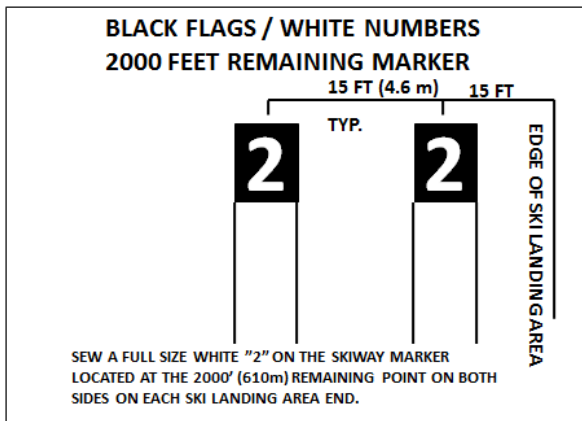 BLACK FLAGS / WHITE NUMBERS
2000 FEET REMAINING MARKER
15 FT (4.6 m) 15 FT
TYP.
2 2
EDGE OF SKI LANDING AREA
SEW A FULL SIZE WHITE ”2” ON THE SKIWAY MARKER
LOCATED AT THE 2000’ (610m) REMAINING POINT ON BOTH
SIDES ON EACH SKI LANDING AREA END.